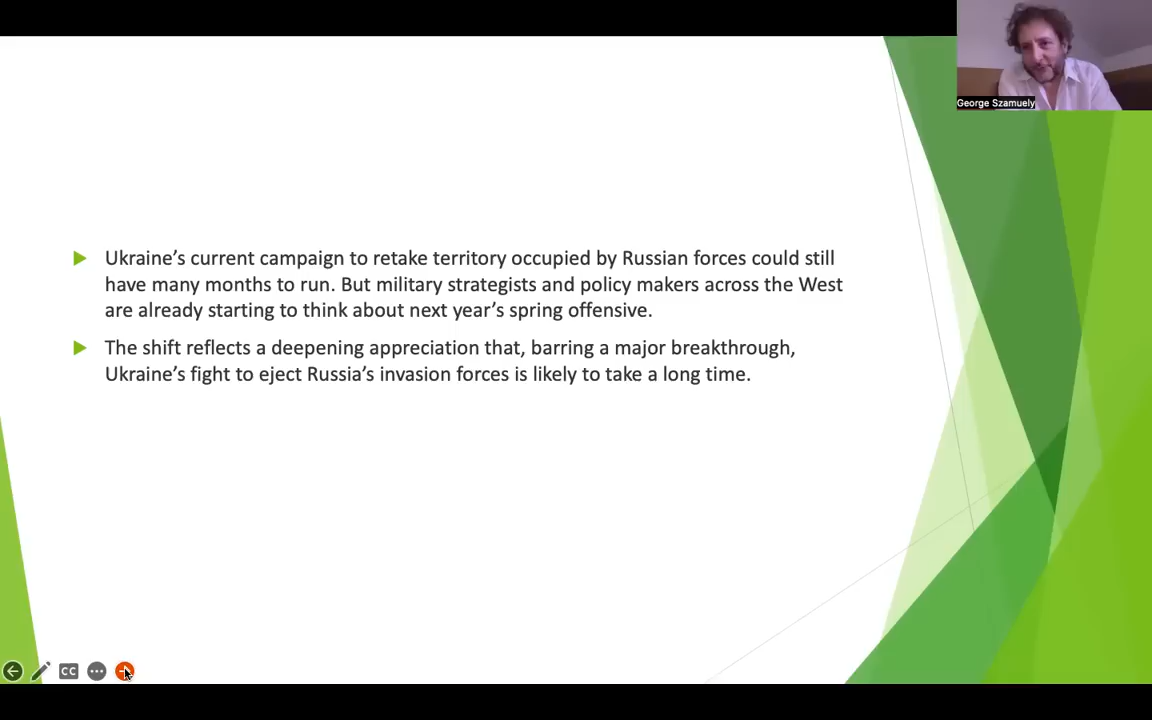 George Szamuely
Ukraine’s current campaign to retake territory occupied by Russian forces could still
have many months to run. But military strategists and policy makers across the West
are already starting to think about next year’s spring offensive.
The shift reflects a deepening appreciation that, barring a major breakthrough,
Ukraine’s fight to eject Russia’s invasion forces is likely to take a long time.
CC